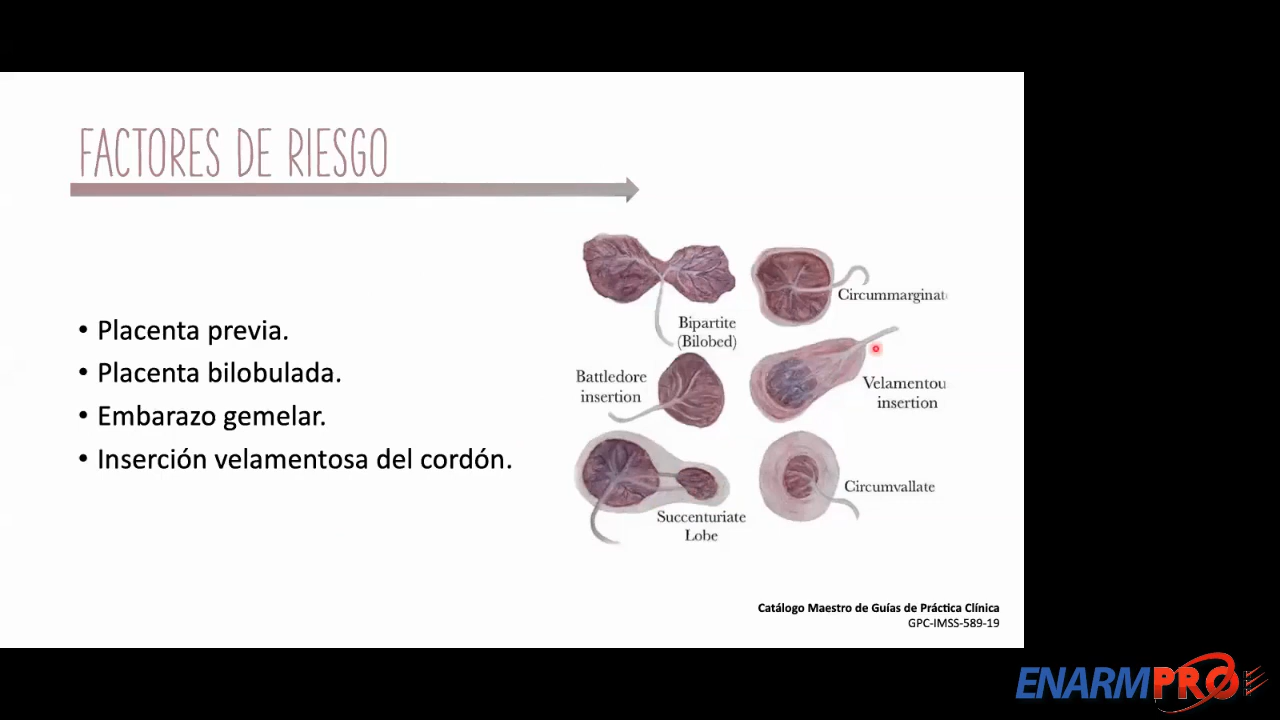 FACTORES DE RIESGO
• Placenta previa.
• Placenta bilobulada.
• Embarazo gemelar.
• Inserción velamentosa del cordón.
Bipartite
(Bilobed)
Circummarginat
Battledore
insertion
Velamentou
insertion
Succenturiate
Lobe
Circumvallate
Catálogo Maestro de Guías de Práctica Clínica
GPC-IMSS-589-19
ENARMPRO